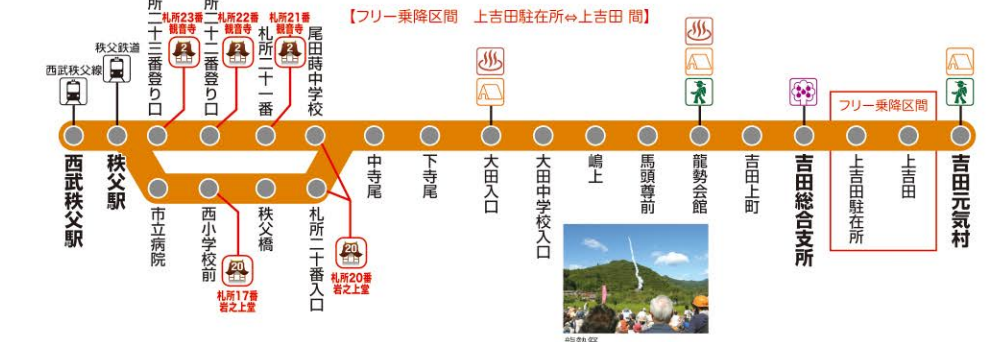 【フリー乗降区間　上吉田駐在所⇔上吉田 間】
札所23番
観音寺
札所22番
観音寺
札所21番
観音寺
西武秩父線
秩父鉄道
札所二十三番登り口
札所二十二番登り口
札所二十一番
尾田蒔中学校
フリー乗降区間
西武秩父駅
秩父駅
市立病院
西小学校前
秩父橋
札所二十番入口
中寺尾
下寺尾
大田入口
大田中学校入口
嶋上
馬頭尊前
龍勢会館
吉田上町
吉田総合支所
上吉田駐在所
上吉田
吉田元気村
2
2
2
20
札所17番
岩之上堂
20
札所20番
岩之上堂